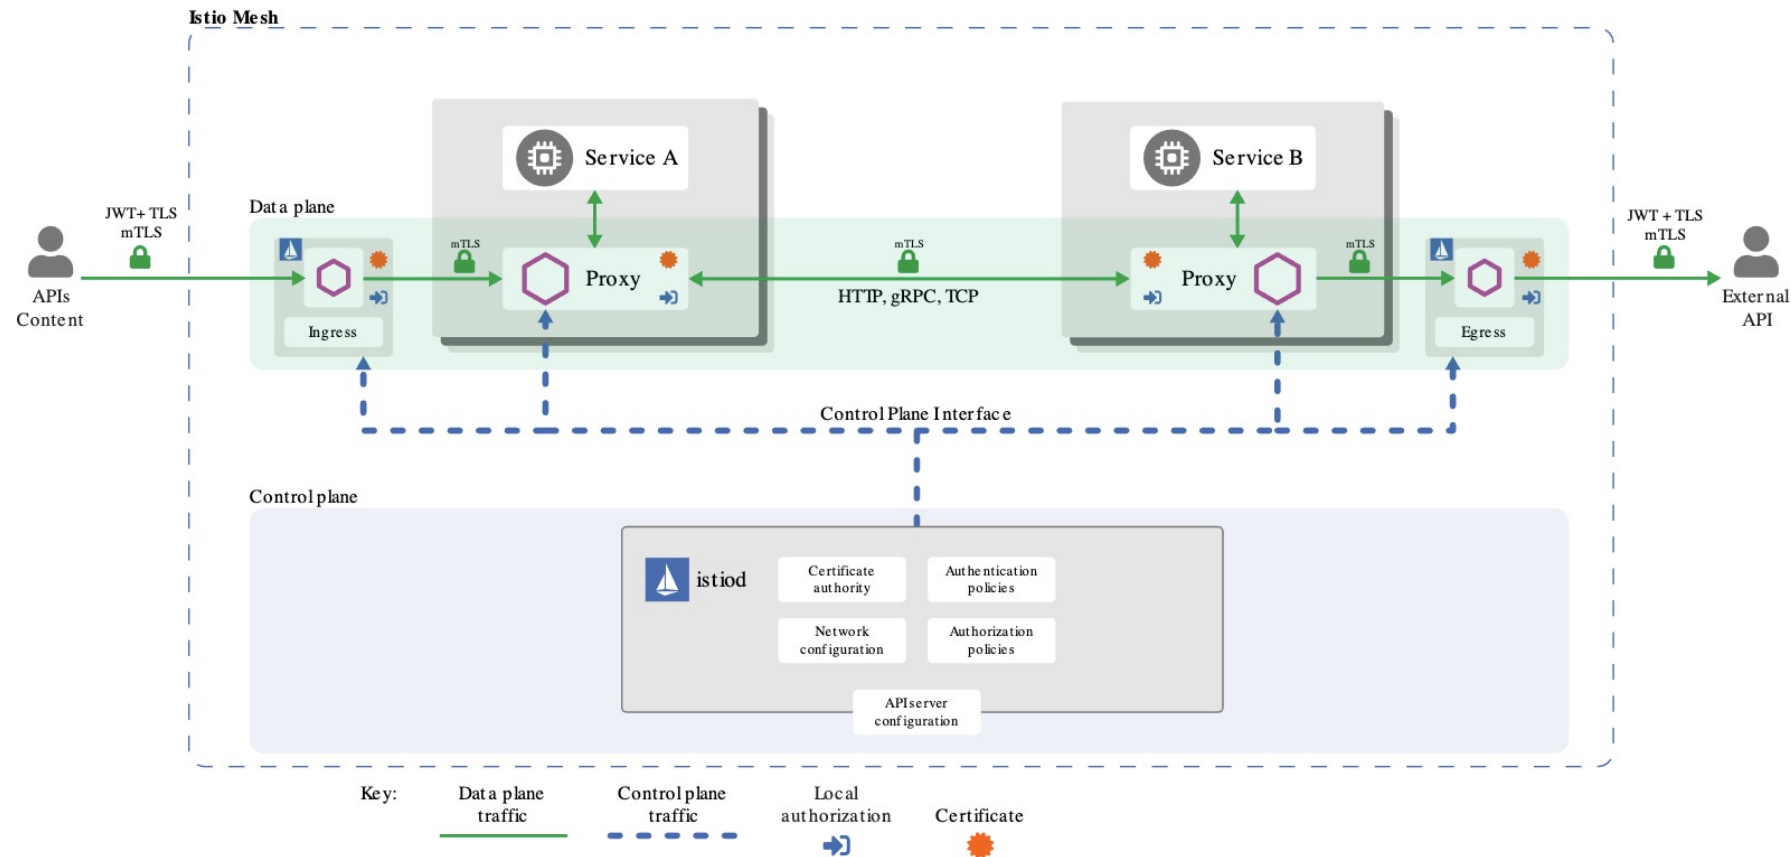 Istio Mesh
Service A
Service B
Data plane
JWT+ TLS
mTLS
JWT + TLS
mTLS
mTLS
mTLS
mTLS
Proxy
Proxy
HTTP, gRPC, TCP
APIs
Content
External
API
Ingress
Egress
Control Plane Interface
Control plane
istiod
Certificate
authority
Authentication
policies
Network
configuration
Authorization
policies
API server
configuration
Key:
Data plane
traffic
Control plane
traffic
Local
authorization
Certificate